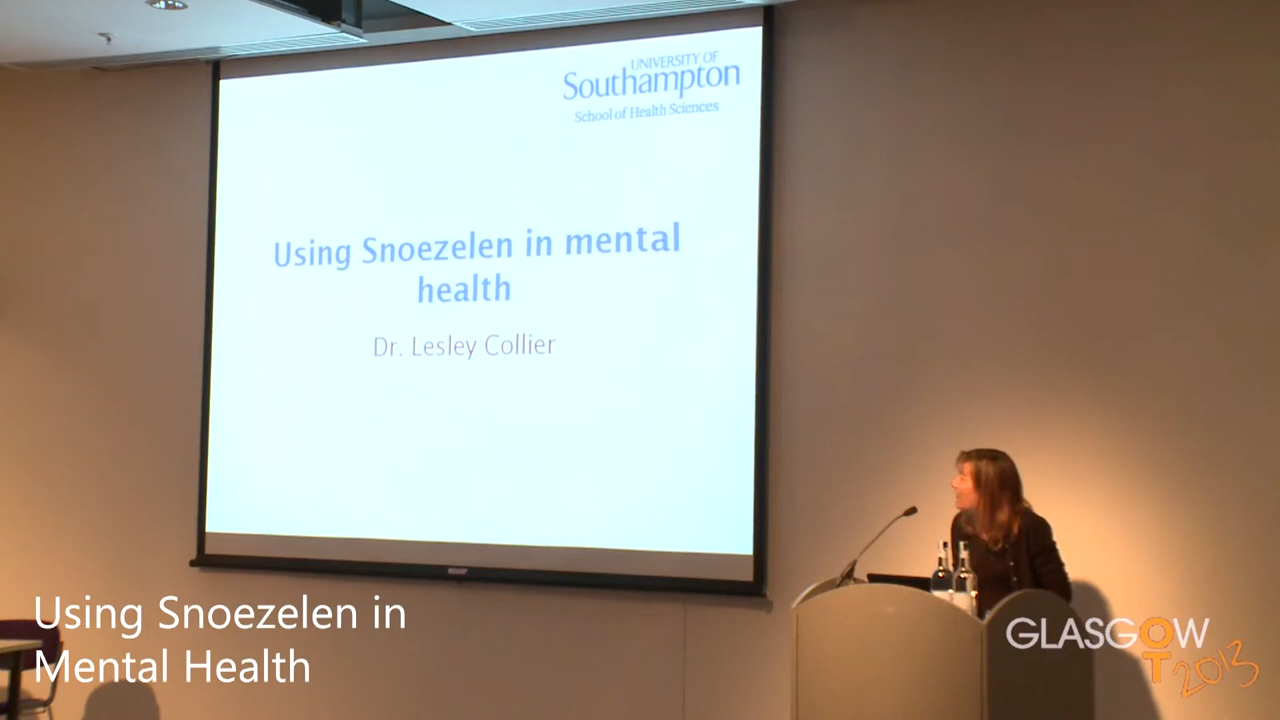 UNIVERSITY OF
Southampton
School of Health Sciences
Using Snoezelen in mental
health
Dr. Lesley Collier
Using Snoezelen in
Mental Health
GLASGOW
OT
2013